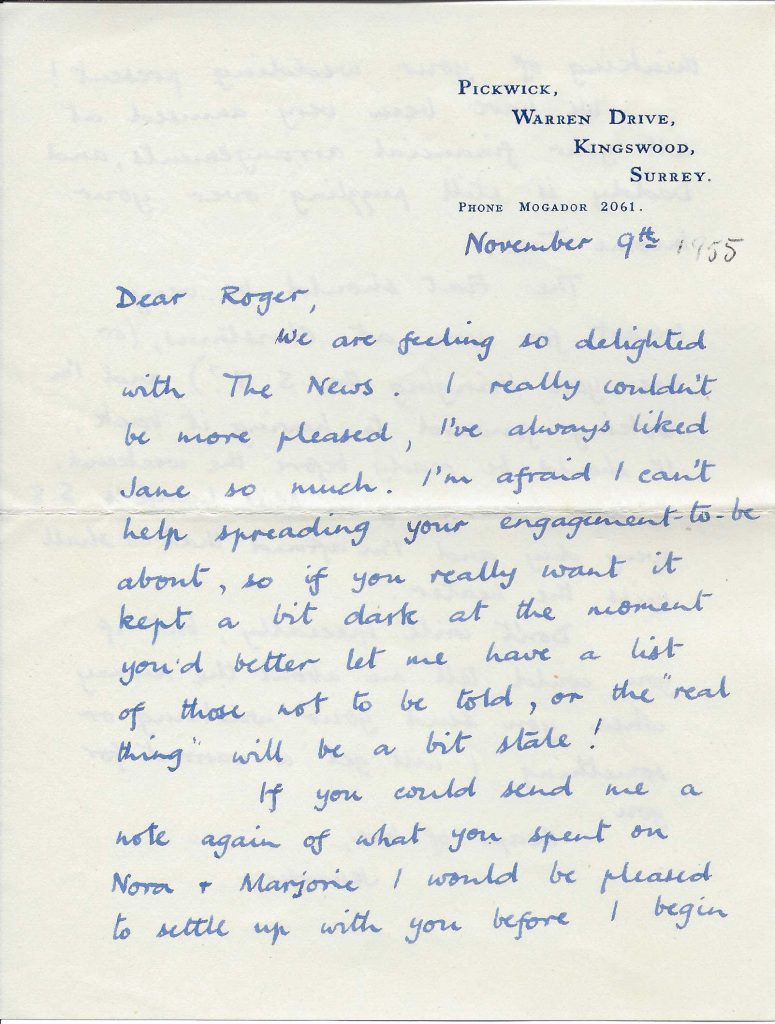 PICKWICK,
WARREN DRIVE,
KINGSWOOD,
SURREY.
PHONE MOGADOR 2061.
November 9th 1955
Dear Roger,
We are feeling so delighted
with The News. I really couldn't
be more pleased, I've always liked
Jane so much. I'm afraid I can't
help spreading your engagement-to-be
about, so if you really want it
kept a bit dark at the moment
you'd better let me have a list
of those not to be told, or the "real
thing" will be a bit stale!
If you could send me a
note again of what you spent on
Nora + Marjorie I would be pleased
to settle up with you before I begin